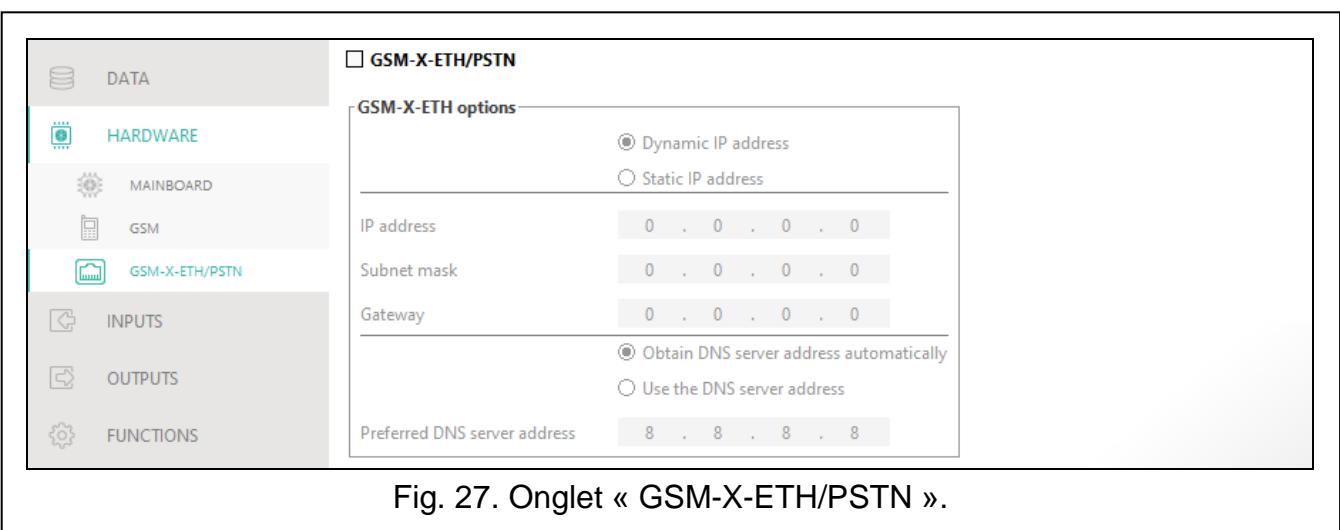 DATA
HARDWARE
MAINBOARD
GSM
GSM-X-ETH/PSTN
INPUTS
OUTPUTS
FUNCTIONS
GSM-X-ETH/PSTN
GSM-X-ETH options
Dynamic IP address
Static IP address
IP address 0 . 0 . 0 . 0
Subnet mask 0 . 0 . 0 . 0
Gateway 0 . 0 . 0 . 0
Obtain DNS server address automatically
Use the DNS server address
Preferred DNS server address 8 . 8 . 8 . 8
Fig. 27. Onglet « GSM-X-ETH/PSTN ».